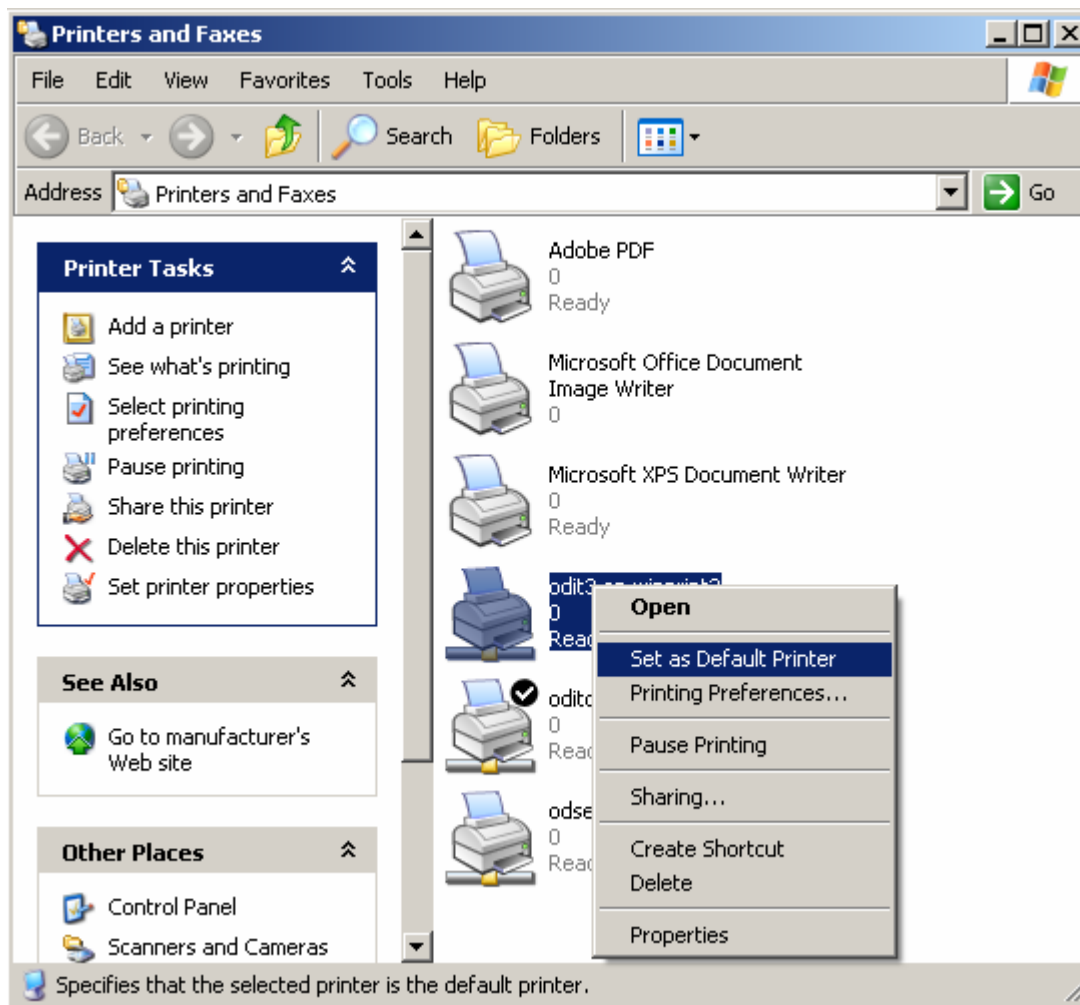 Printers and Faxes
File Edit View Favorites Tools Help
Back Search Folders
Address Printers and Faxes Go
Printer Tasks
Add a printer
See what's printing
Select printing
preferences
Pause printing
Share this printer
Delete this printer
Set printer properties
See Also
Go to manufacturer's
Web site
Other Places
Control Panel
Scanners and Cameras
Adobe PDF
0
Ready
Microsoft Office Document
Image Writer
0
Microsoft XPS Document Writer
0
Ready
odit3 on winprint2
0
0
0
Open
Set as Default Printer
Printing Preferences...
Pause Printing
Sharing...
Create Shortcut
Delete
Properties
Specifies that the selected printer is the default printer.